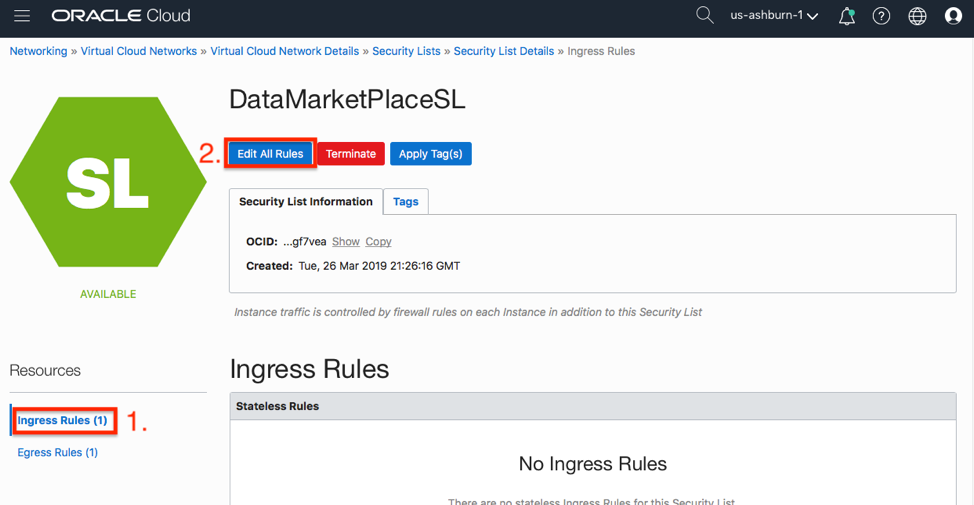 ORACLE Cloud
us-ashburn-1
Networking » Virtual Cloud Networks » Virtual Cloud Network Details » Security Lists » Security List Details » Ingress Rules
SL
AVAILABLE
DataMarketPlaceSL
2. Edit All Rules Terminate Apply Tag(s)
Security List Information Tags
OCID: ...gf7vea Show Copy
Created: Tue, 26 Mar 2019 21:26:16 GMT
Instance traffic is controlled by firewall rules on each Instance in addition to this Security List
Resources
Ingress Rules (1) 1.
Egress Rules (1)
Ingress Rules
Stateless Rules
No Ingress Rules
There are no stateless Ingress Rules for this Security List